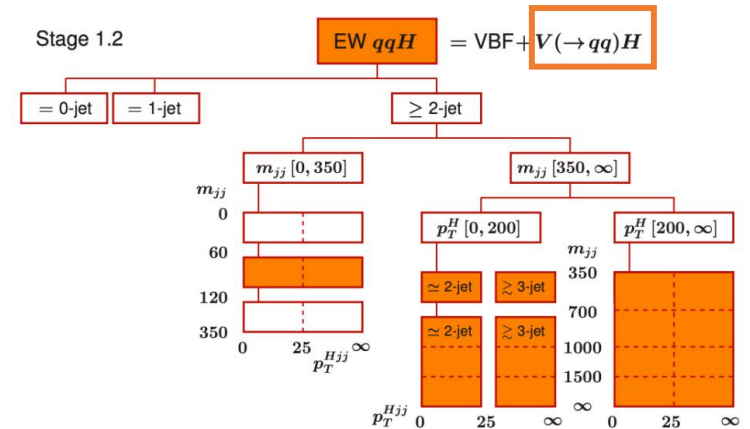 Stage 1.2
EW qqH = VBF + V(→ qq)H
= 0-jet = 1-jet ≥ 2-jet
m_jj [0, 350] m_jj [350, ∞]
m_jj
0
60
120
350
0 25 ∞
p_T^Hjj
p_T^H [0, 200] p_T^H [200, ∞]
m_jj
350
700
1000
1500
∞
≃ 2-jet ≳ 3-jet
≃ 2-jet ≳ 3-jet
p_T^Hjj 0 25 ∞ 0 25 ∞